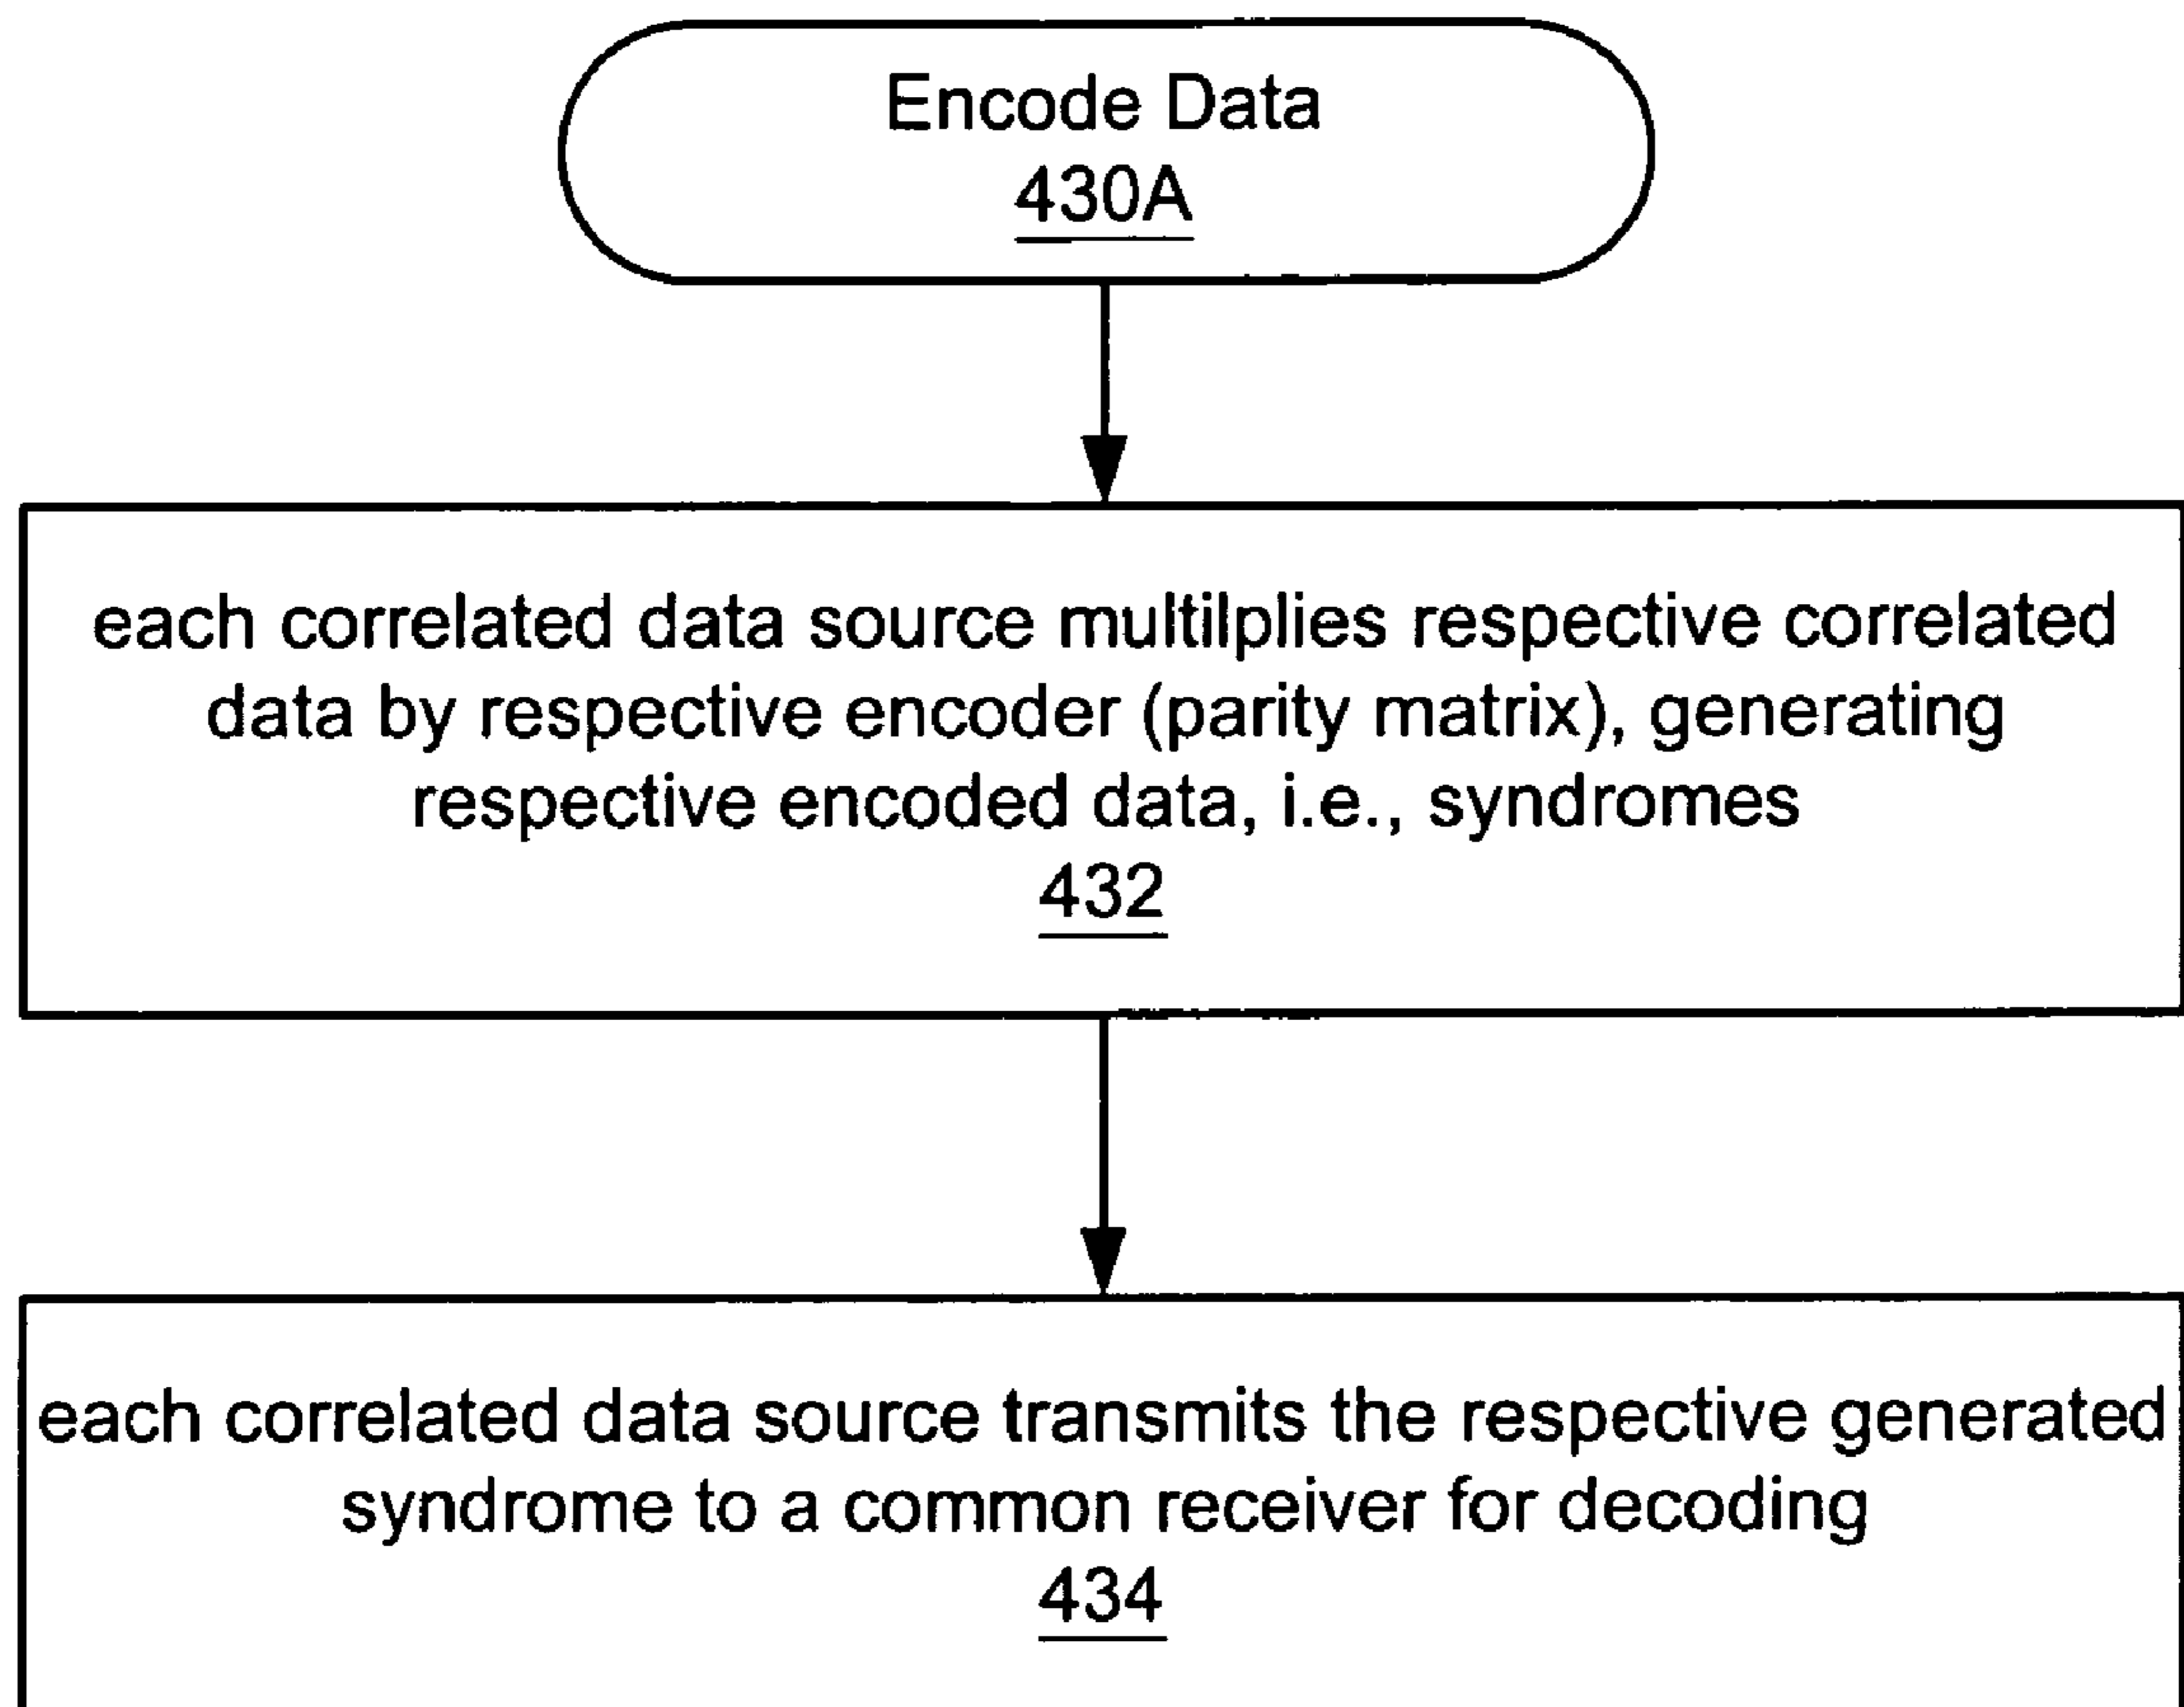 Encode Data
430A
each correlated data source multilplies respective correlated
data by respective encoder (parity matrix), generating
respective encoded data, i.e., syndromes
432
each correlated data source transmits the respective generated
syndrome to a common receiver for decoding
434